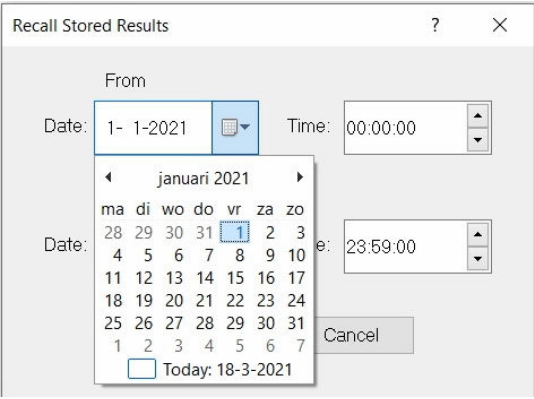 Recall Stored Results ? ×
From
Date: 1- 1-2021 Time: 00:00:00
januari 2021
ma di wo do vr za zo
28 29 30 31 1 2 3
4 5 6 7 8 9 10
Date: e: 23:59:00
11 12 13 14 15 16 17
18 19 20 21 22 23 24
25 26 27 28 29 30 31
Cancel
1 2 3 4 5 6 7
Today: 18-3-2021